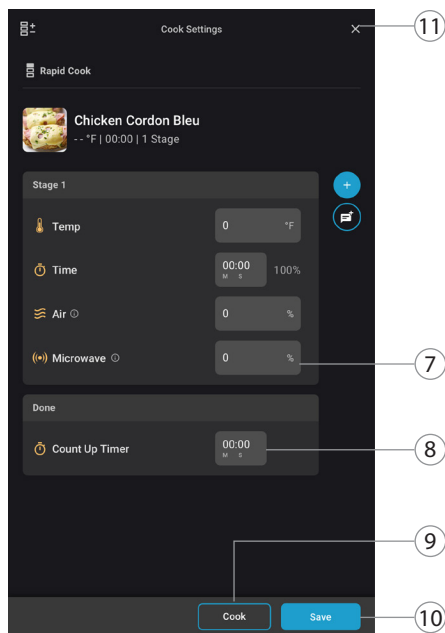 Cook Settings
11
Rapid Cook
Chicken Cordon Bleu
-- °F | 00:00 | 1 Stage
Stage 1
Temp 0 °F
Time 00:00 100%
M S
Air 0 %
Microwave 0 %
7
Done
Count Up Timer 00:00
M S
8
9
Cook Save
10